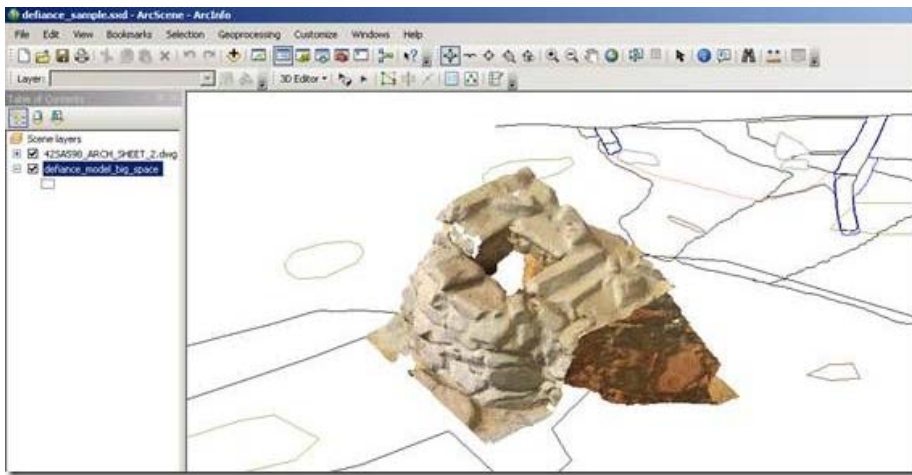 defiance_sample.sxd - ArcScene - ArcInfo
File Edit View Bookmarks Selection Geoprocessing Customize Windows Help
Layer: 3D Editor
Table of Contents
Scene layers
42SA598_ARCH_SHEET_2.dwg
defiance_model_big_space